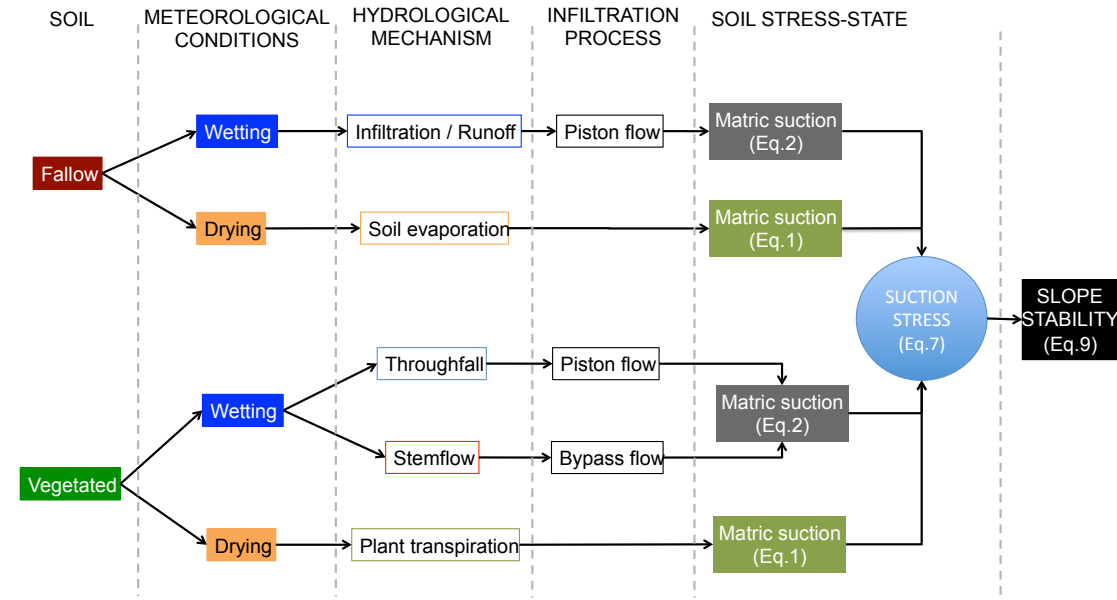 SOIL
METEOROLOGICAL
CONDITIONS
HYDROLOGICAL
MECHANISM
INFILTRATION
PROCESS
SOIL STRESS-STATE
Wetting
Infiltration / Runoff
Piston flow
Matric suction
(Eq.2)
Fallow
Drying
Soil evaporation
Matric suction
(Eq.1)
SUCTION
STRESS
(Eq.7)
SLOPE
STABILITY
(Eq.9)
Throughfall
Piston flow
Wetting
Matric suction
(Eq.2)
Stemflow
Bypass flow
Vegetated
Drying
Plant transpiration
Matric suction
(Eq.1)